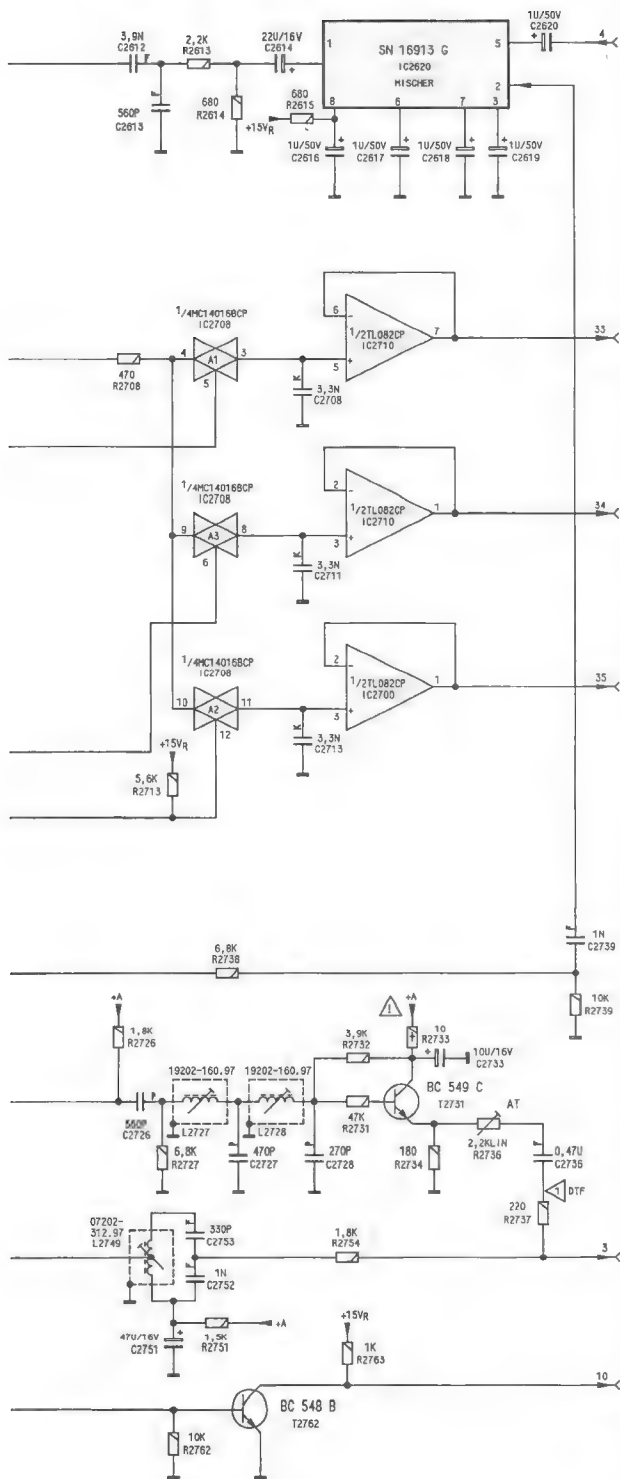 3,9N
C2612
2,2K
R2613
22U/16V
C2614
+
1
SN 16913 G
IC2620
MISCHER
5
1U/50V
C2620
+
4
2
560P
C2613
680
R2614
680
R2615
+15VR
8
6
7
3
1U/50V
C2616
+
1U/50V
C2617
+
1U/50V
C2618
+
1U/50V
C2619
+
1/4MC14016BCP
IC2708
470
R2708
4
A1
3
5
K
3,3N
C2708
6
-
1/2TL082CP
IC2710
5
+
7
33
1/4MC14016BCP
IC2708
9
A3
8
6
K
3,3N
C2711
2
-
1/2TL082CP
IC2710
3
+
1
34
1/4MC14016BCP
IC2708
10
A2
11
12
K
3,3N
C2713
2
-
1/2TL082CP
IC2700
3
+
1
35
+15VR
5,6K
R2713
6,8K
R2738
1N
C2739
10K
R2739
+A
1,8K
R2726
560P
C2726
6,8K
R2727
19202-160.97
L2727
470P
C2727
19202-160.97
L2728
270P
C2728
3,9K
R2732
47K
R2731
+A
!
10
R2733
+
10U/16V
C2733
BC 549 C
T2731
180
R2734
AT
2,2KLIN
R2736
0,47U
C2736
1
DTF
220
R2737
07202-
312.97
L2749
330P
C2753
1N
C2752
1,8K
R2754
3
47U/16V
C2751
+
1,5K
R2751
+A
+15VR
1K
R2763
10
BC 548 B
T2762
10K
R2762